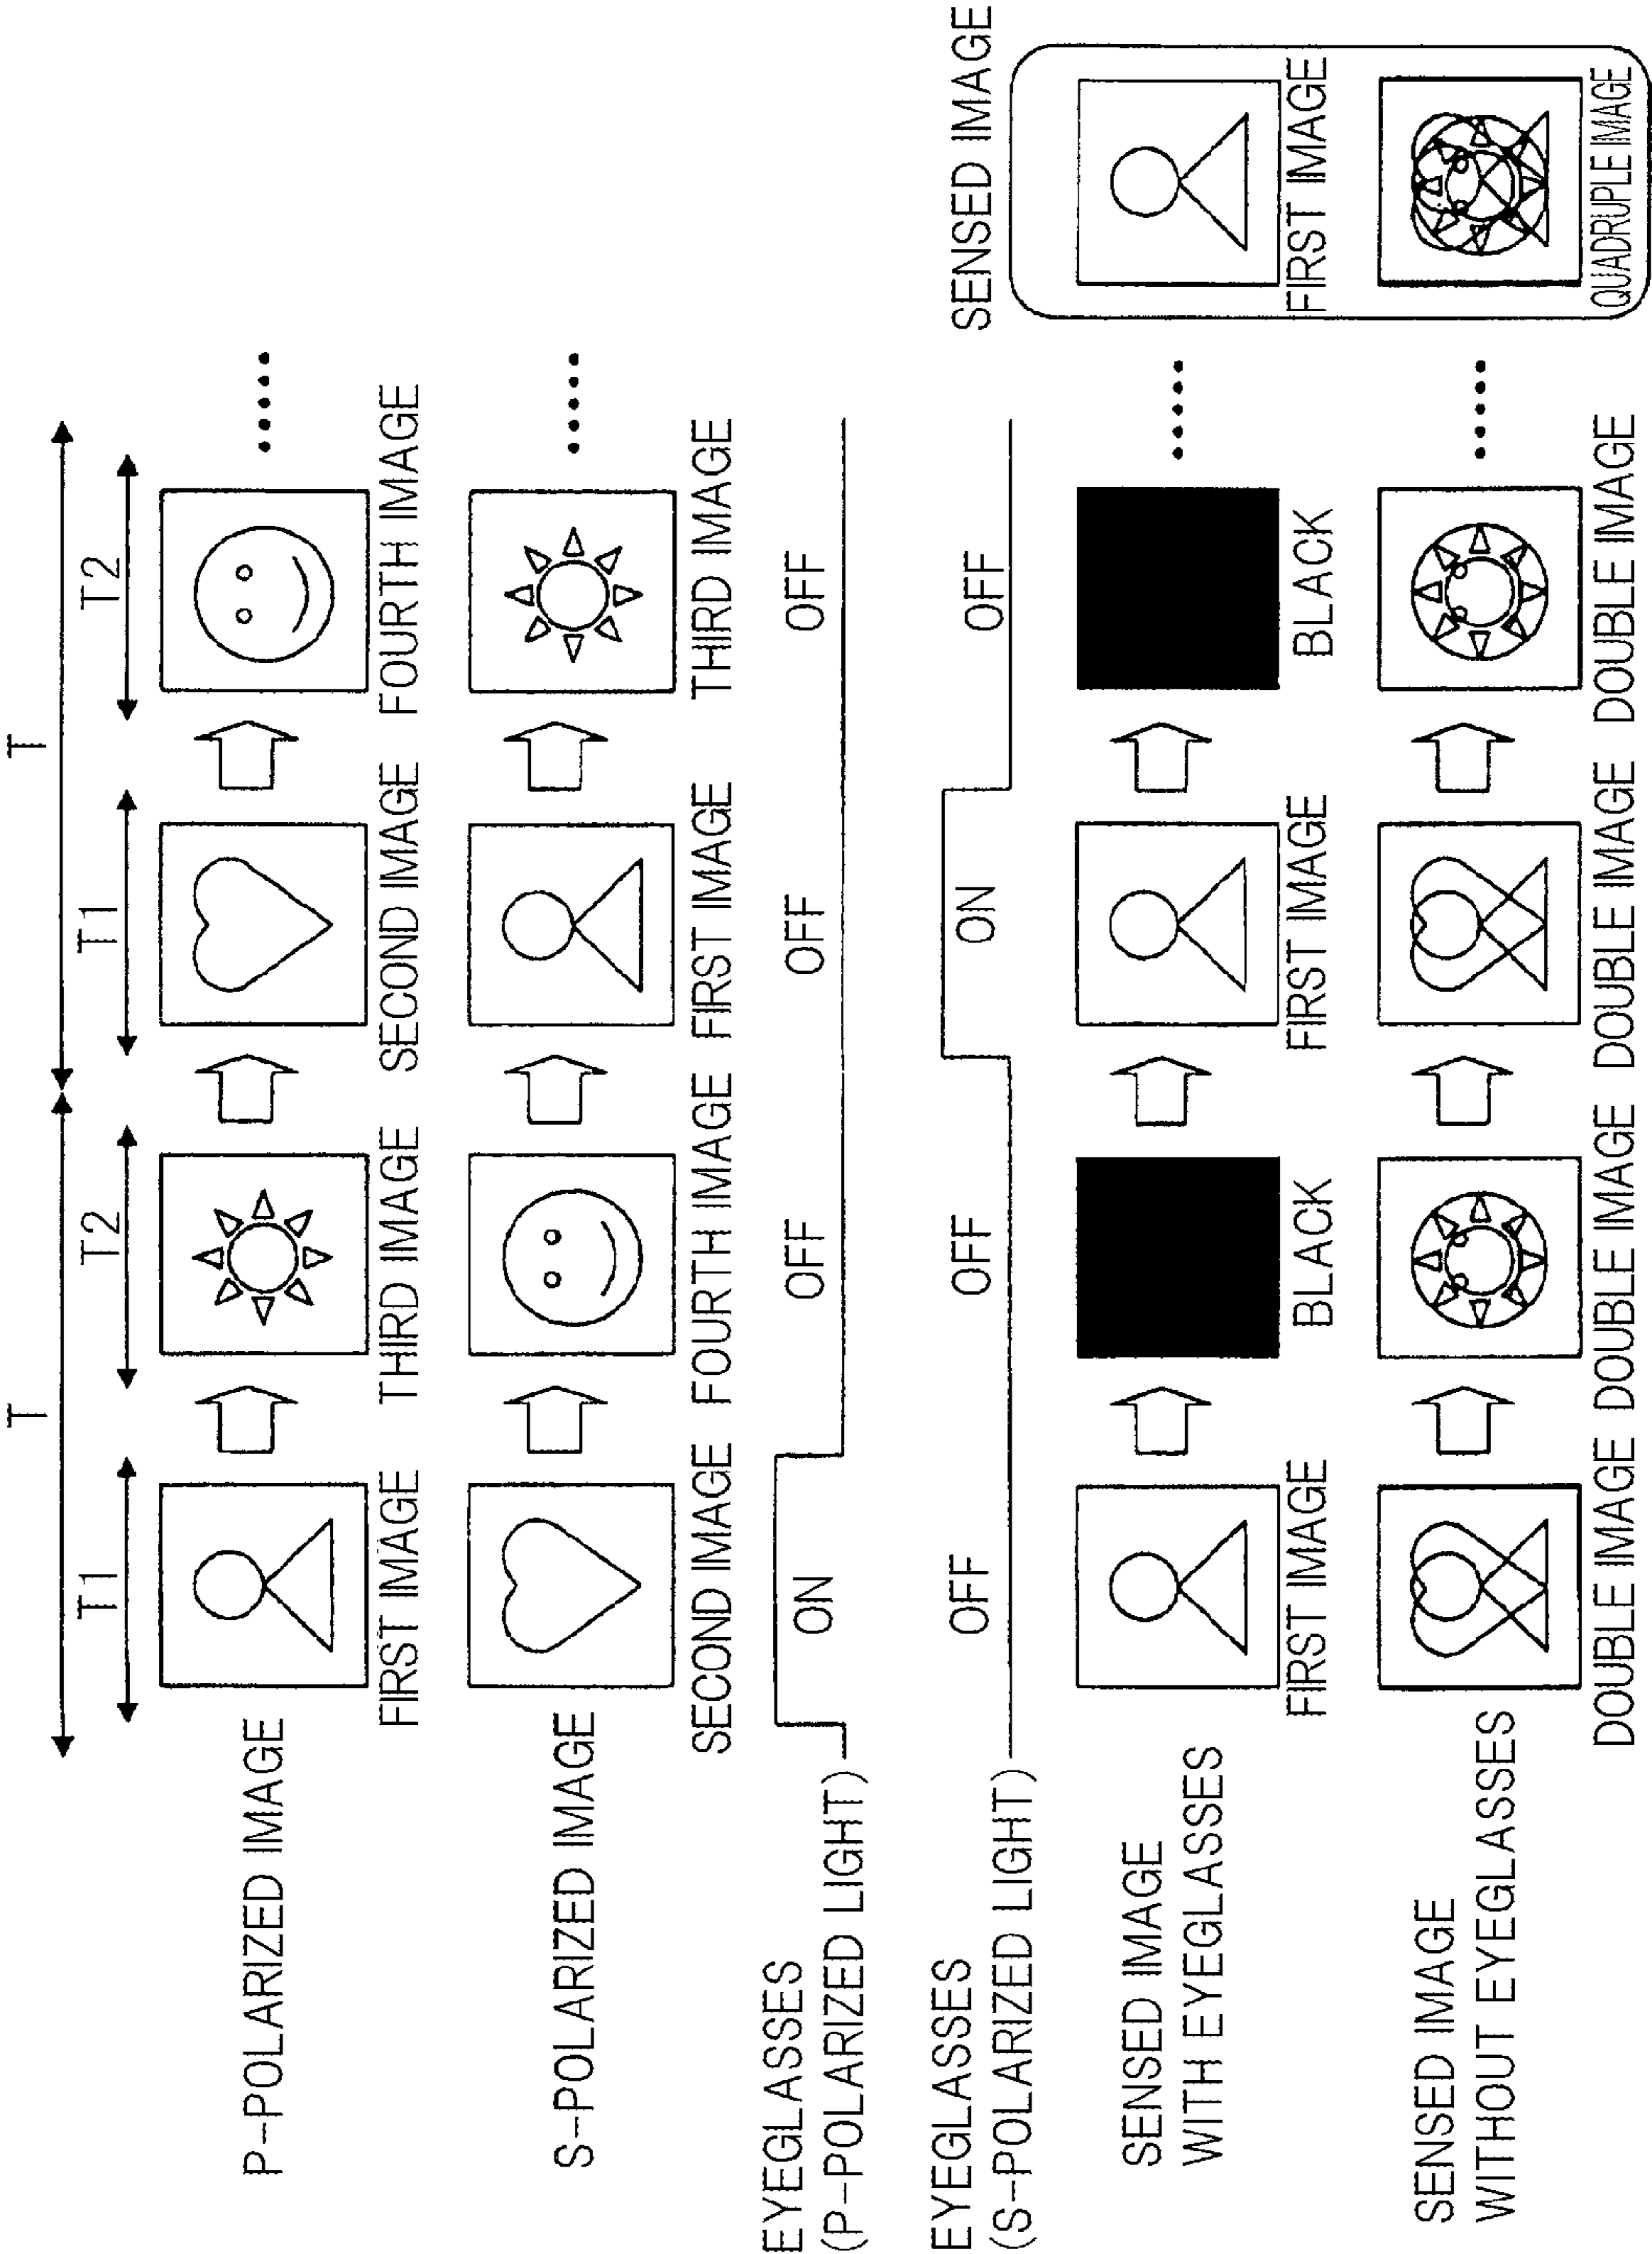 T T
T1 T2 T1 T2
P-POLARIZED IMAGE
FIRST IMAGE THIRD IMAGE SECOND IMAGE FOURTH IMAGE
S-POLARIZED IMAGE
SECOND IMAGE FOURTH IMAGE FIRST IMAGE THIRD IMAGE
EYEGLASSES
(P-POLARIZED LIGHT)
ON OFF OFF OFF
EYEGLASSES
(S-POLARIZED LIGHT)
OFF OFF ON OFF
SENSED IMAGE
SENSED IMAGE
WITH EYEGLASSES
FIRST IMAGE BLACK FIRST IMAGE BLACK FIRST IMAGE
SENSED IMAGE
WITHOUT EYEGLASSES
DOUBLE IMAGE DOUBLE IMAGE DOUBLE IMAGE DOUBLE IMAGE QUADRUPLE IMAGE